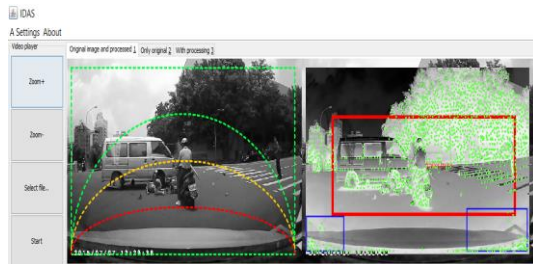 IDAS
A Settings About
Video player
Original image and processed 1 Only original 2 With processing 3
Zoom+
Zoom-
Select file...
Start